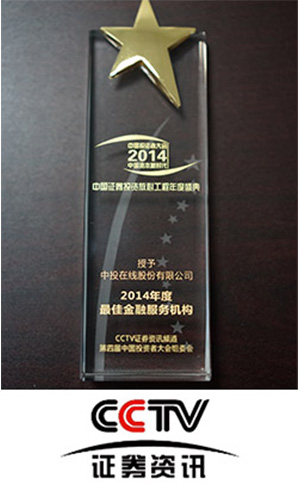 中国投资者大会
2014
中国资本新时代
中国证券投资放心工程年度盛典
授予
中投在线股份有限公司
2014年度
最佳金融服务机构
CCTV证券资讯频道
第四届中国投资者大会组委会
CCTV
证券资讯